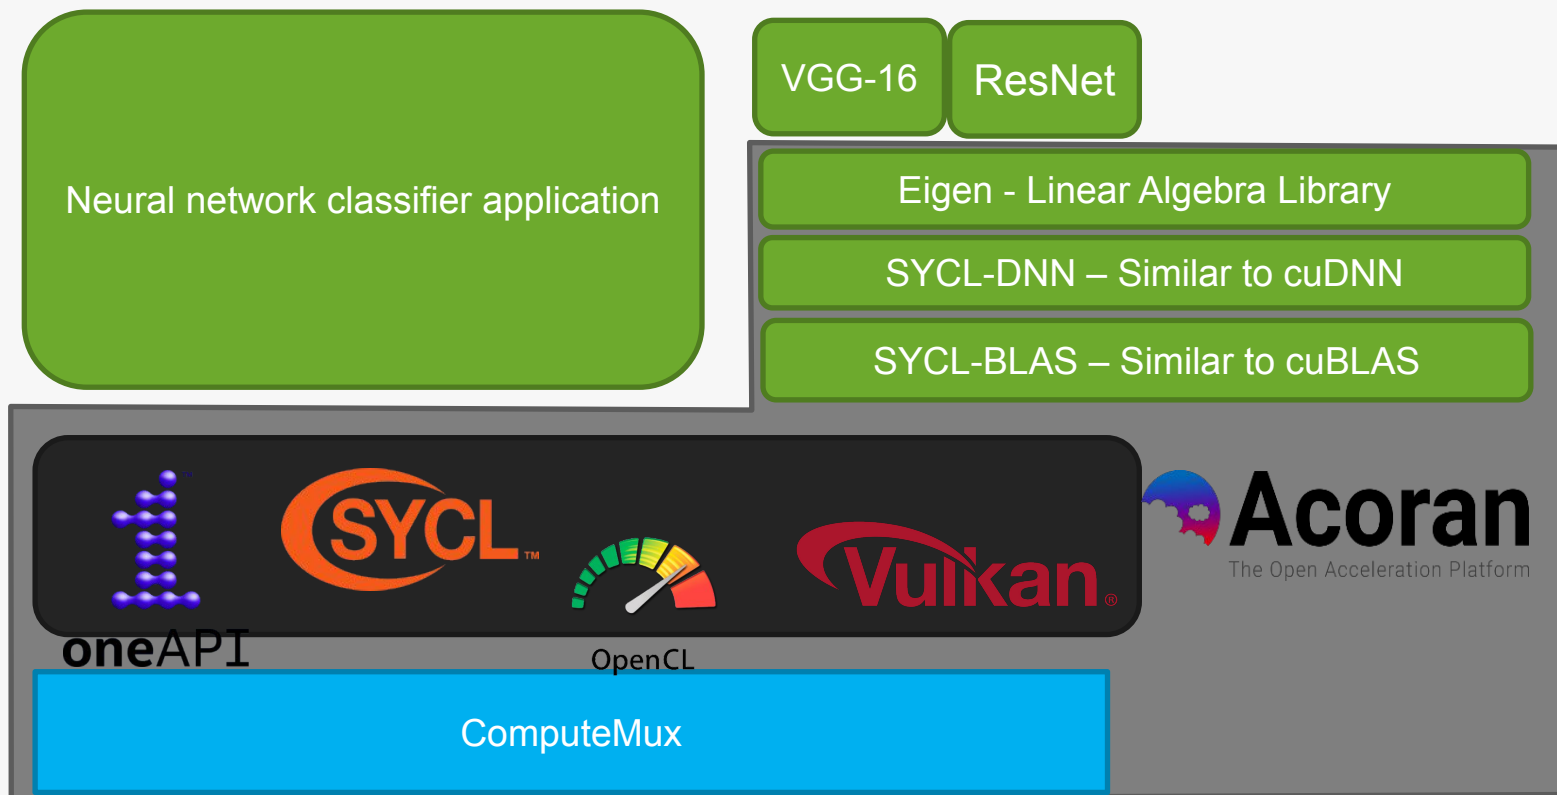 Neural network classifier application
VGG-16
ResNet
Eigen - Linear Algebra Library
SYCL-DNN – Similar to cuDNN
SYCL-BLAS – Similar to cuBLAS
oneAPI
SYCL™
OpenCL
Vulkan®
Acoran
The Open Acceleration Platform
ComputeMux